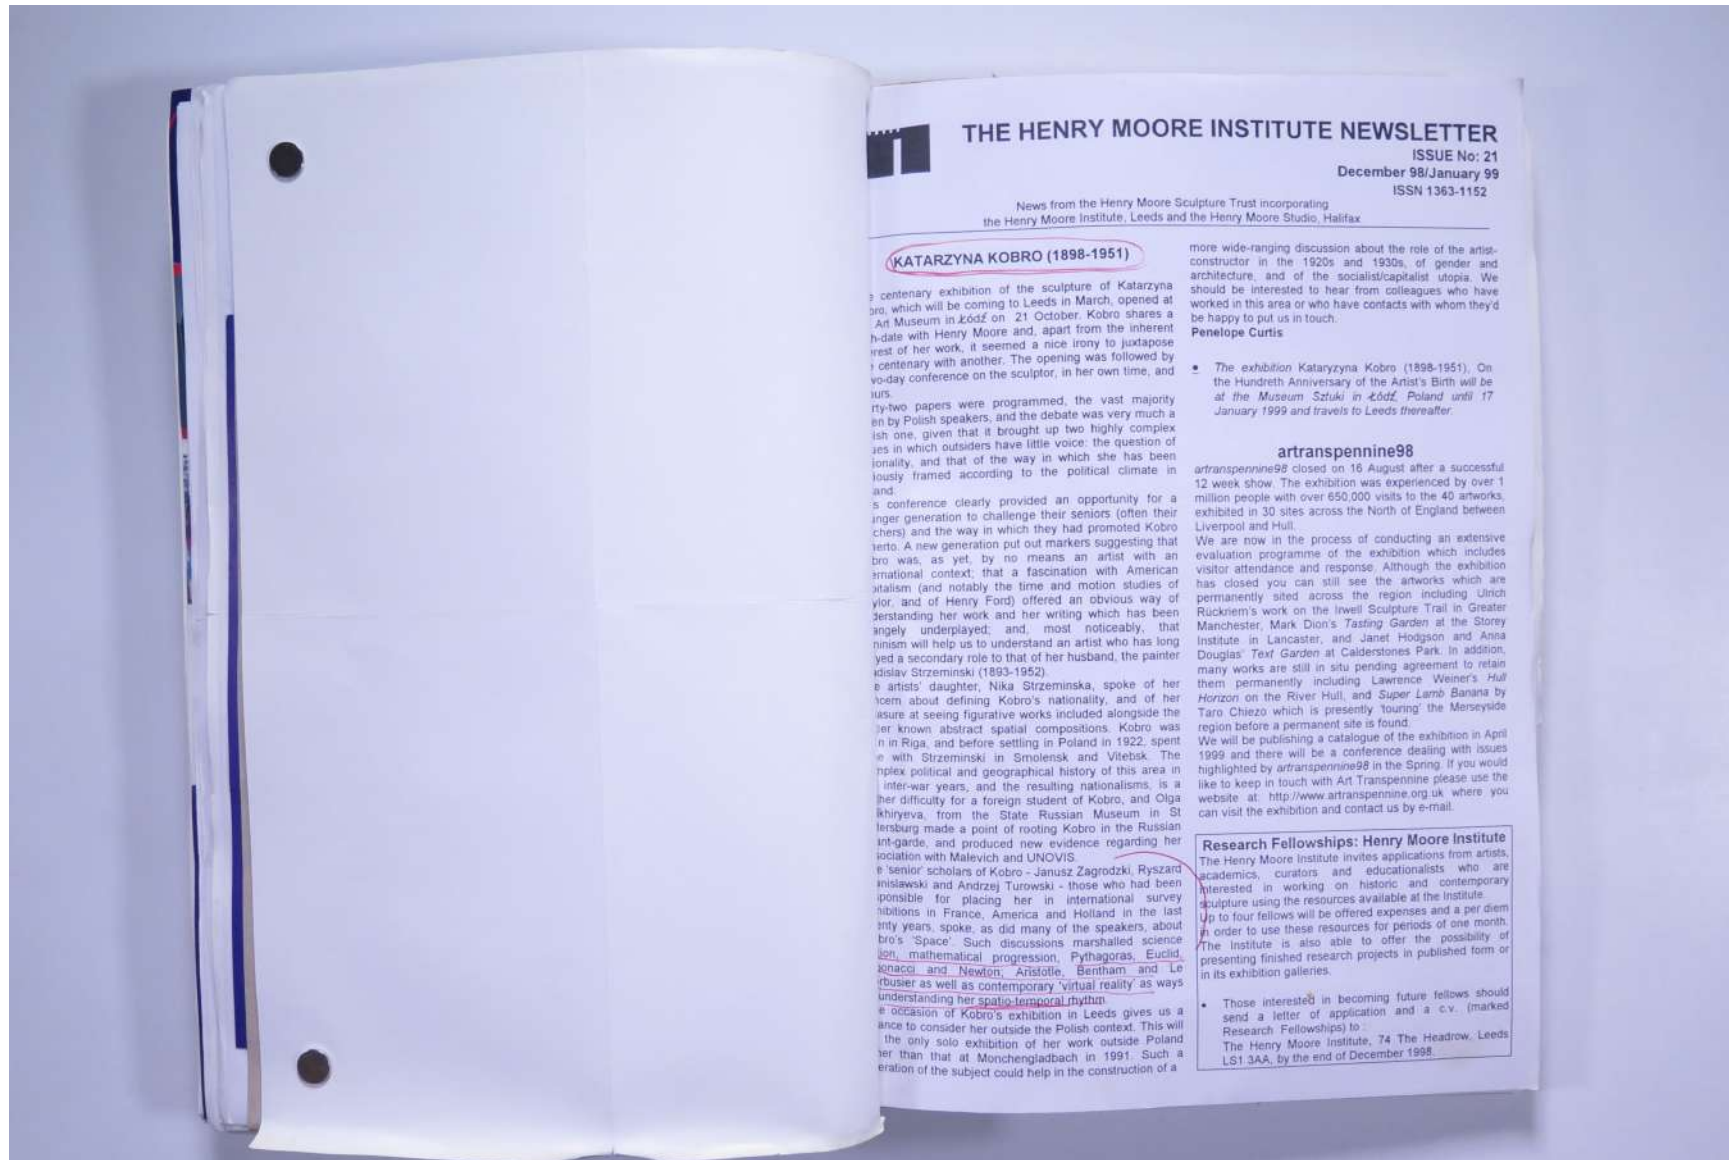 THE HENRY MOORE INSTITUTE NEWSLETTER
ISSUE No: 21
December 98/January 99
ISSN 1363-1152
News from the Henry Moore Sculpture Trust incorporating
the Henry Moore Institute, Leeds and the Henry Moore Studio, Halifax
KATARZYNA KOBRO (1898-1951)
centenary exhibition of the sculpture of Katarzyna
bro, which will be coming to Leeds in March, opened at
Art Museum in Łódź on 21 October. Kobro shares a
h-date with Henry Moore and, apart from the inherent
rest of her work, it seemed a nice irony to juxtapose
centenary with another. The opening was followed by
vo-day conference on the sculptor, in her own time, and
urs.
rty-two papers were programmed, the vast majority
en by Polish speakers, and the debate was very much a
ish one, given that it brought up two highly complex
ues in which outsiders have little voice: the question of
ionality, and that of the way in which she has been
iously framed according to the political climate in
and.
s conference clearly provided an opportunity for a
unger generation to challenge their seniors (often their
chers) and the way in which they had promoted Kobro
herto. A new generation put out markers suggesting that
bro was, as yet, by no means an artist with an
ernational context; that a fascination with American
pitalism (and notably the time and motion studies of
ylor, and of Henry Ford) offered an obvious way of
derstanding her work and her writing which has been
angely underplayed; and, most noticeably, that
minism will help us to understand an artist who has long
yed a secondary role to that of her husband, the painter
adislav Strzeminski (1893-1952).
e artists' daughter, Nika Strzeminska, spoke of her
ncern about defining Kobro's nationality, and of her
asure at seeing figurative works included alongside the
er known abstract spatial compositions. Kobro was
n in Riga, and before settling in Poland in 1922, spent
e with Strzeminski in Smolensk and Vitebsk. The
mplex political and geographical history of this area in
inter-war years, and the resulting nationalisms, is a
her difficulty for a foreign student of Kobro, and Olga
khiryeva, from the State Russian Museum in St
tersburg made a point of rooting Kobro in the Russian
ant-garde, and produced new evidence regarding her
sociation with Malevich and UNOVIS.
e 'senior' scholars of Kobro - Janusz Zagrodzki, Ryszard
anislawski and Andrzej Turowski - those who had been
ponsible for placing her in international survey
hibitions in France, America and Holland in the last
enty years, spoke, as did many of the speakers, about
bro's 'Space'. Such discussions marshalled science
tion, mathematical progression, Pythagoras, Euclid,
onacci and Newton; Aristotle, Bentham and Le
rbusier as well as contemporary 'virtual reality' as ways
understanding her spatio-temporal rhythm.
e occasion of Kobro's exhibition in Leeds gives us a
ance to consider her outside the Polish context. This will
the only solo exhibition of her work outside Poland
her than that at Monchengladbach in 1991. Such a
eration of the subject could help in the construction of a
more wide-ranging discussion about the role of the artist-
constructor in the 1920s and 1930s, of gender and
architecture, and of the socialist/capitalist utopia. We
should be interested to hear from colleagues who have
worked in this area or who have contacts with whom they'd
be happy to put us in touch.
Penelope Curtis
• The exhibition Kataryzyna Kobro (1898-1951), On
the Hundreth Anniversary of the Artist's Birth will be
at the Museum Sztuki in Łódź, Poland until 17
January 1999 and travels to Leeds thereafter.
artranspennine98
artranspennine98 closed on 16 August after a successful
12 week show. The exhibition was experienced by over 1
million people with over 650,000 visits to the 40 artworks,
exhibited in 30 sites across the North of England between
Liverpool and Hull.
We are now in the process of conducting an extensive
evaluation programme of the exhibition which includes
visitor attendance and response. Although the exhibition
has closed you can still see the artworks which are
permanently sited across the region including Ulrich
Rückriem's work on the Irwell Sculpture Trail in Greater
Manchester, Mark Dion's Tasting Garden at the Storey
Institute in Lancaster, and Janet Hodgson and Anna
Douglas' Text Garden at Calderstones Park. In addition,
many works are still in situ pending agreement to retain
them permanently including Lawrence Weiner's Hull
Horizon on the River Hull, and Super Lamb Banana by
Taro Chiezo which is presently 'touring' the Merseyside
region before a permanent site is found.
We will be publishing a catalogue of the exhibition in April
1999 and there will be a conference dealing with issues
highlighted by artranspennine98 in the Spring. If you would
like to keep in touch with Art Transpennine please use the
website at: http://www.artranspennine.org.uk where you
can visit the exhibition and contact us by e-mail.
Research Fellowships: Henry Moore Institute
The Henry Moore Institute invites applications from artists,
academics, curators and educationalists who are
interested in working on historic and contemporary
sculpture using the resources available at the Institute.
Up to four fellows will be offered expenses and a per diem
in order to use these resources for periods of one month.
The Institute is also able to offer the possibility of
presenting finished research projects in published form or
in its exhibition galleries.
• Those interested in becoming future fellows should
send a letter of application and a c.v. (marked
Research Fellowships) to :
The Henry Moore Institute, 74 The Headrow, Leeds
LS1 3AA, by the end of December 1998.